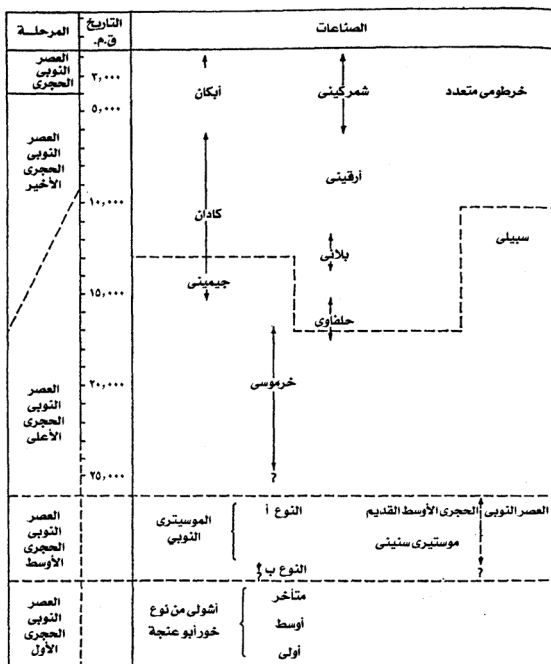 المرحلـــة
التاريخ
ق.م.
الصناعات
العصر
النوبى
الحجرى
٣,٠٠٠
أبكان
شمركينى
خرطومى متعدد
٥,٠٠٠
العصر
النوبى
الحجرى
الأخير
أرقينى
١٠,٠٠٠
كادان
سبيلى
بلانى
جيمينى
١٥,٠٠٠
حلفاوى
العصر
النوبى
الحجرى
الأعلى
خرموسى
٢٠,٠٠٠
٢٥,٠٠٠
?
العصر
النوبى
الحجرى
الأوسط
الموسيترى
النوبي
النوع أ
النوع ب
?
العصر النوبى الحجرى الأوسط القديم
موستيرى سنينى
?
العصر
النوبى
الحجرى
الأول
أشولى من نوع
خور أبو عنجة
متأخر
أوسط
أولى